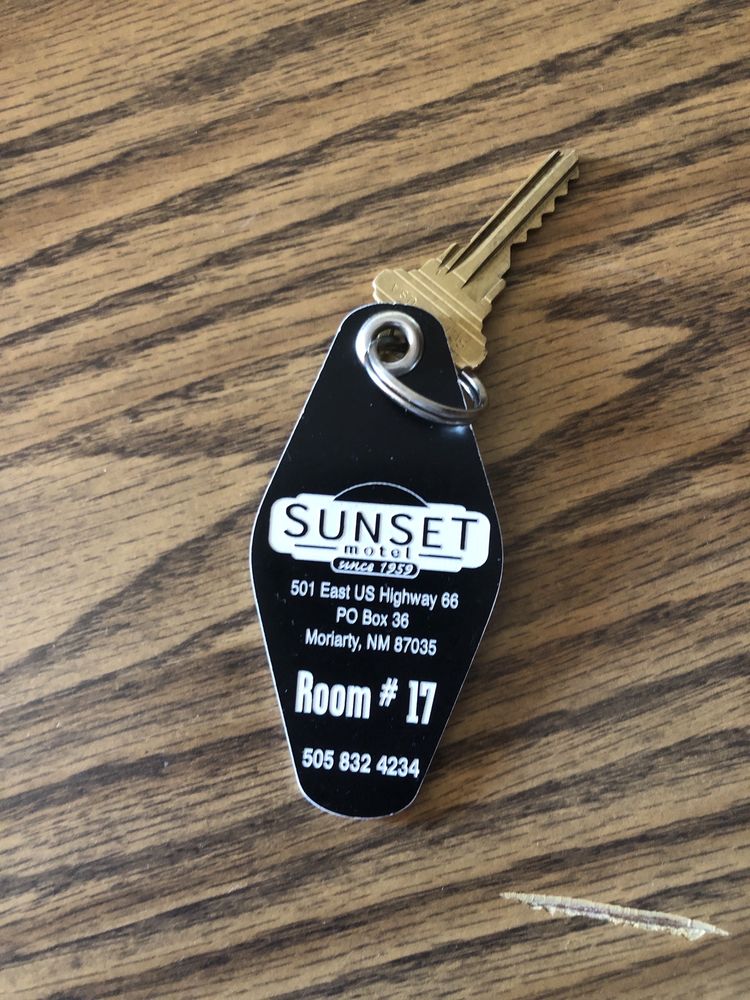 SUNSET
motel
since 1959
501 East US Highway 66
PO Box 36
Moriarty, NM 87035
Room # 17
505 832 4234